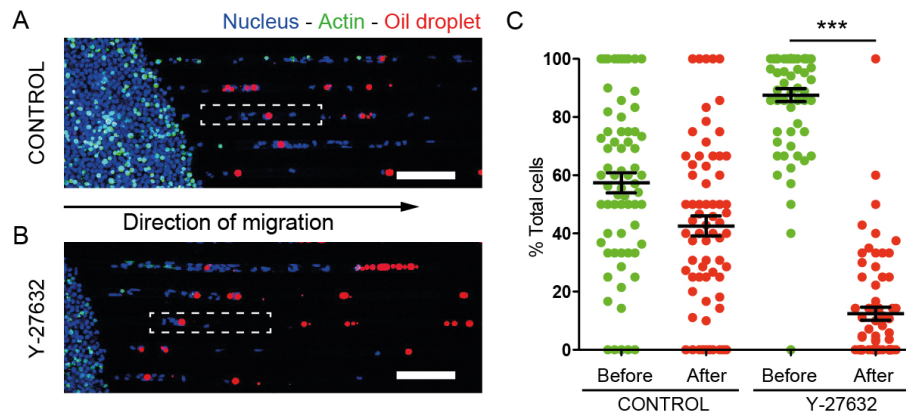 A
Nucleus - Actin - Oil droplet
CONTROL
Direction of migration
B
Y-27632
C
***
% Total cells
100
80
60
40
20
0
Before After Before After
CONTROL Y-27632